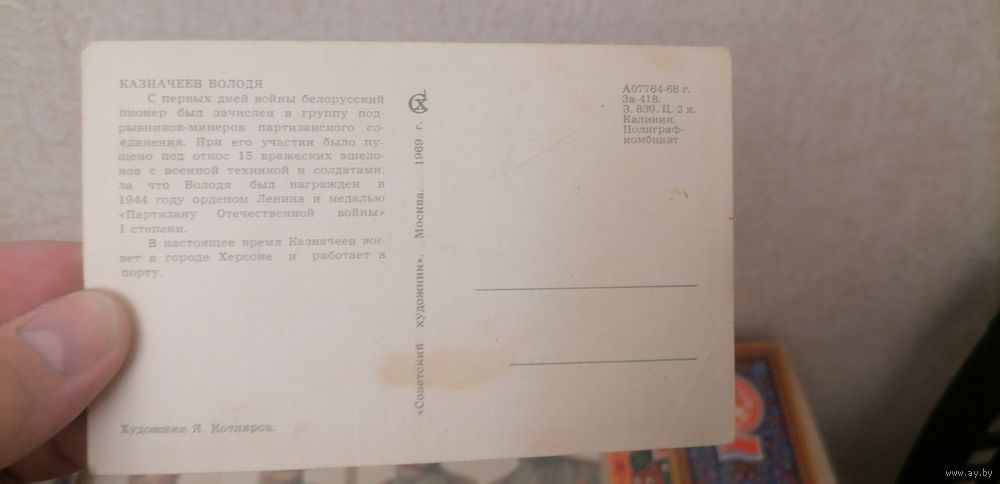 КАЗНАЧЕЕВ ВОЛОДЯ
С первых дней войны белорусский
пионер был зачислен в группу под-
рывников-минеров партизанского со-
единения. При его участии было пу-
щено под откос 15 вражеских эшело-
нов с военной техникой и солдатами,
за что Володя был награжден в
1944 году орденом Ленина и медалью
«Партизану Отечественной войны»
I степени.
В настоящее время Казначеев жи-
вет в городе Херсоне и работает в
порту.
Художник Я. Котляров.
«Советский художник», Москва. 1969 г.
А07764-68 г.
За-418.
З. 839. Ц. 2 к.
Калинин.
Полиграф-
комбинат
www.ay.by